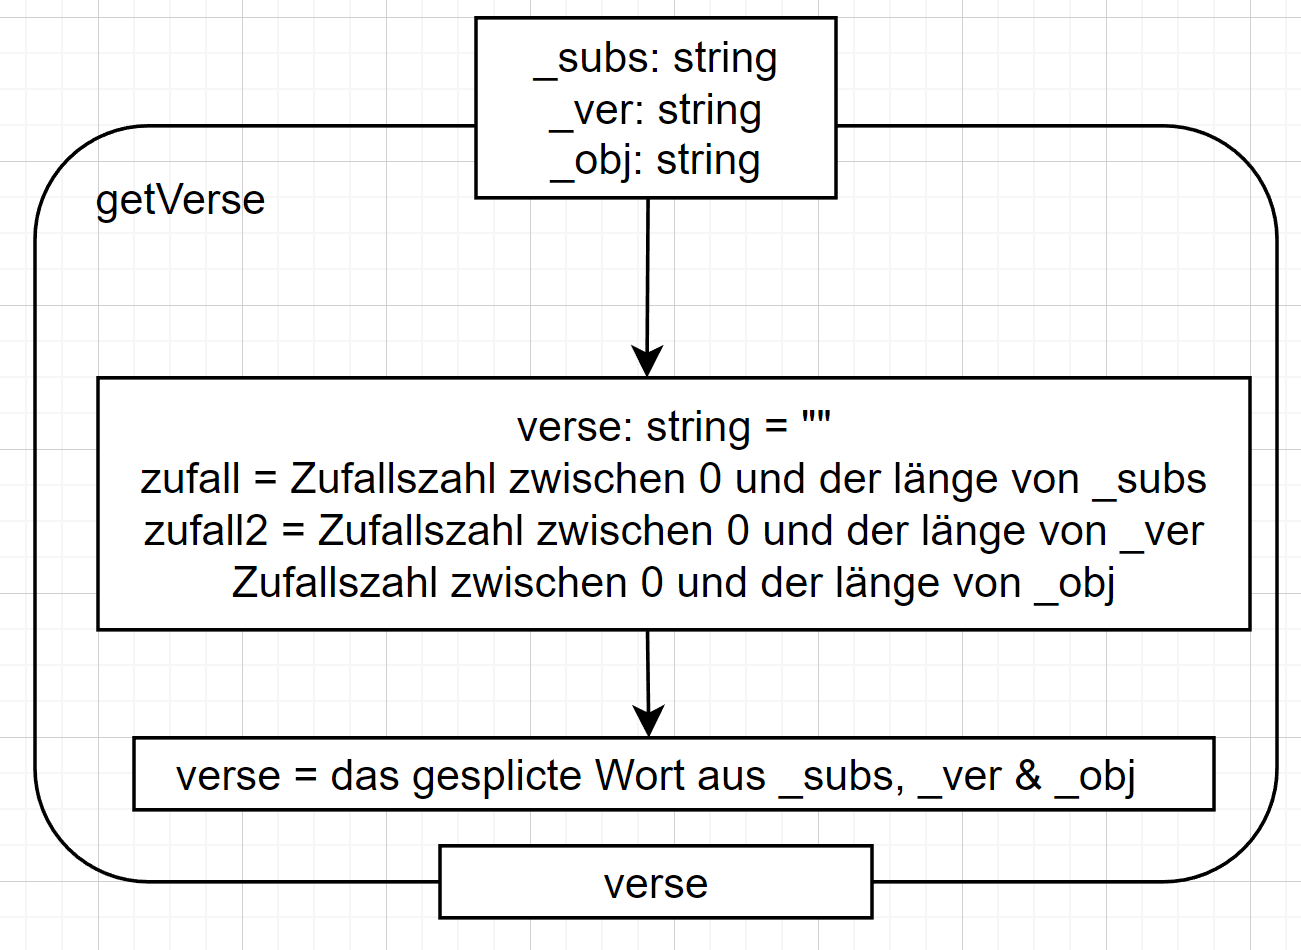 _subs: string
_ver: string
_obj: string
getVerse
verse: string = ""
zufall = Zufallszahl zwischen 0 und der länge von _subs
zufall2 = Zufallszahl zwischen 0 und der länge von _ver
Zufallszahl zwischen 0 und der länge von _obj
verse = das gesplicte Wort aus _subs, _ver & _obj
verse